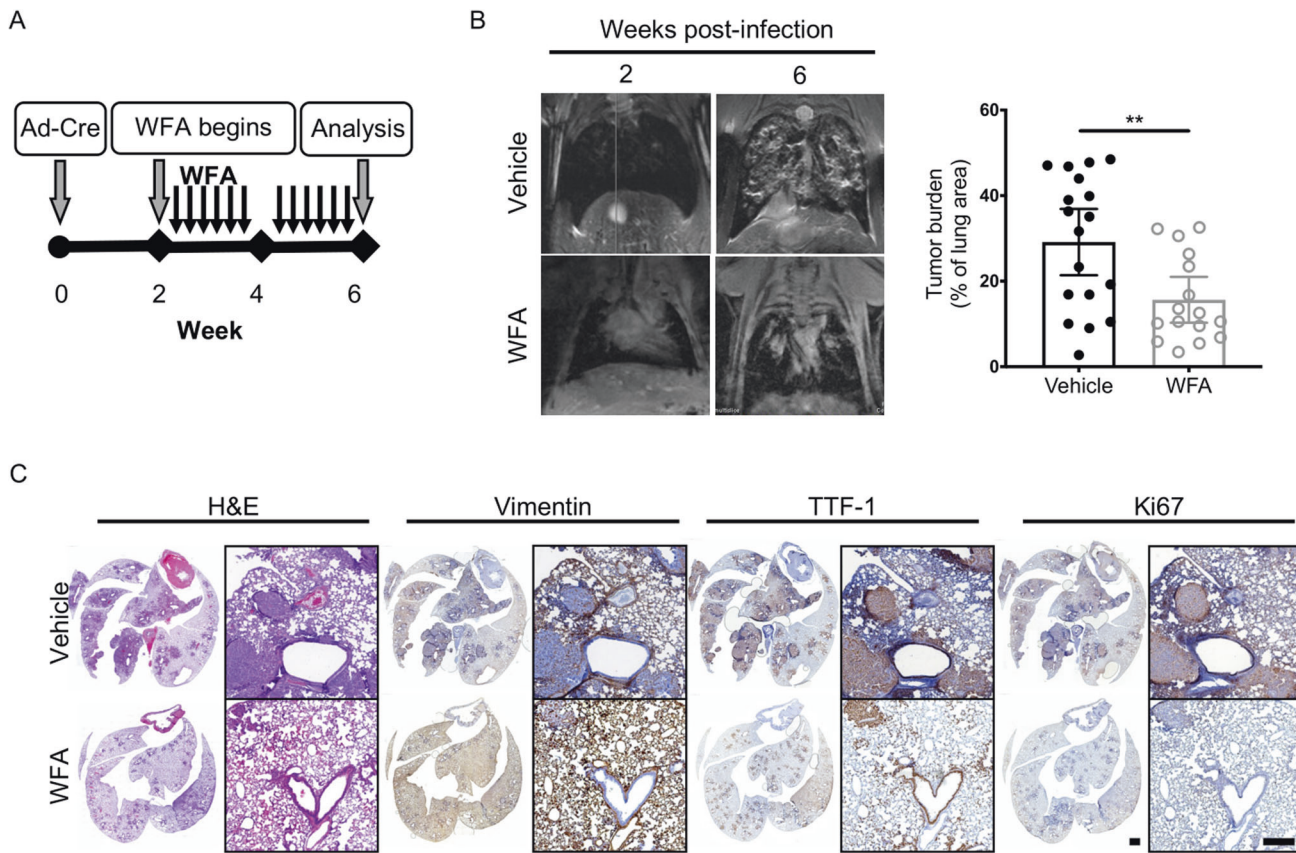 A
Ad-Cre
WFA begins
Analysis
WFA
0
2
4
6
Week
B
Weeks post-infection
2
6
Vehicle
WFA
Tumor burden
(% of lung area)
60
40
20
0
**
Vehicle
WFA
C
H&E
Vimentin
TTF-1
Ki67
Vehicle
WFA